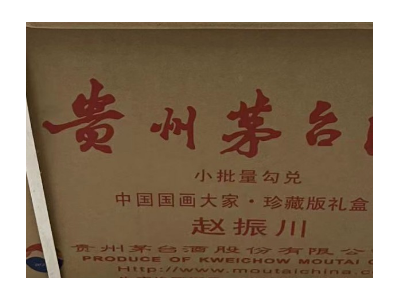 贵州茅台
小批量勾兑
中国国画大家·珍藏版礼盒
赵振川
贵州茅台酒股份有限公
PRODUCE OF KWEICHOW MOUTAI
Http://www.moutaichina.c